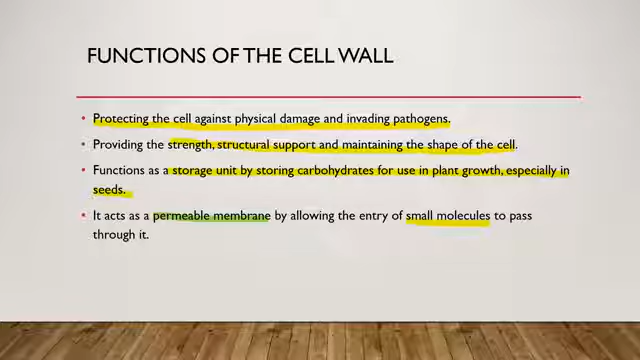 FUNCTIONS OF THE CELL WALL
• Protecting the cell against physical damage and invading pathogens.
• Providing the strength, structural support and maintaining the shape of the cell.
• Functions as a storage unit by storing carbohydrates for use in plant growth, especially in
seeds.
• It acts as a permeable membrane by allowing the entry of small molecules to pass
through it.